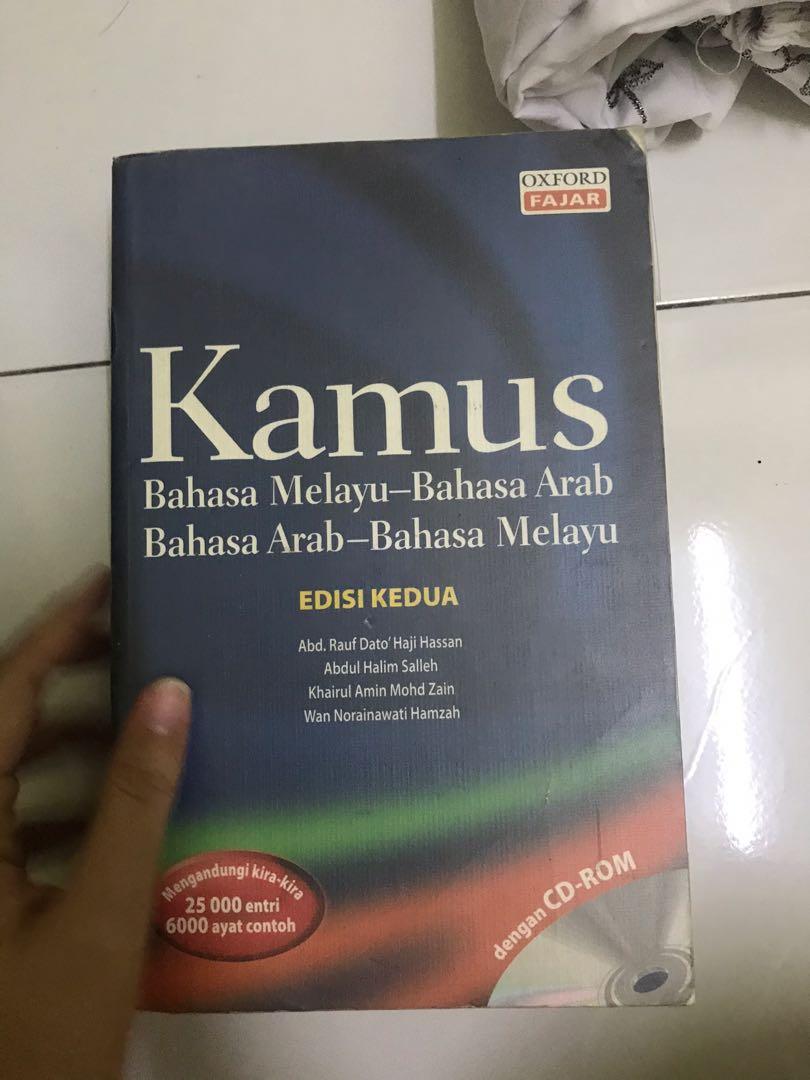 OXFORD
FAJAR
Kamus
Bahasa Melayu–Bahasa Arab
Bahasa Arab–Bahasa Melayu
EDISI KEDUA
Abd. Rauf Dato' Haji Hassan
Abdul Halim Salleh
Khairul Amin Mohd Zain
Wan Norainawati Hamzah
Mengandungi kira-kira
25 000 entri
6000 ayat contoh
dengan CD-ROM